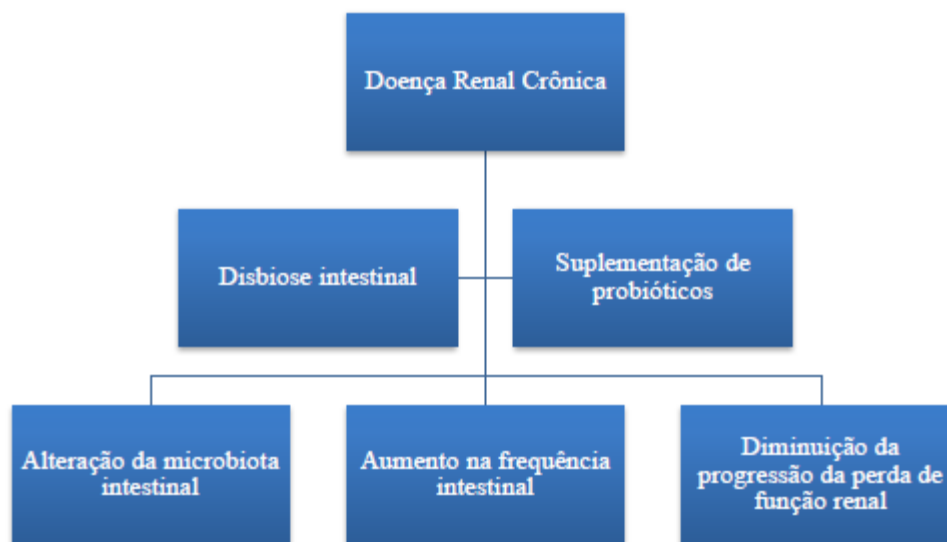 Doença Renal Crônica
Disbiose intestinal
Suplementação de
probióticos
Alteração da microbiota
intestinal
Aumento na frequência
intestinal
Diminuição da
progressão da perda de
função renal